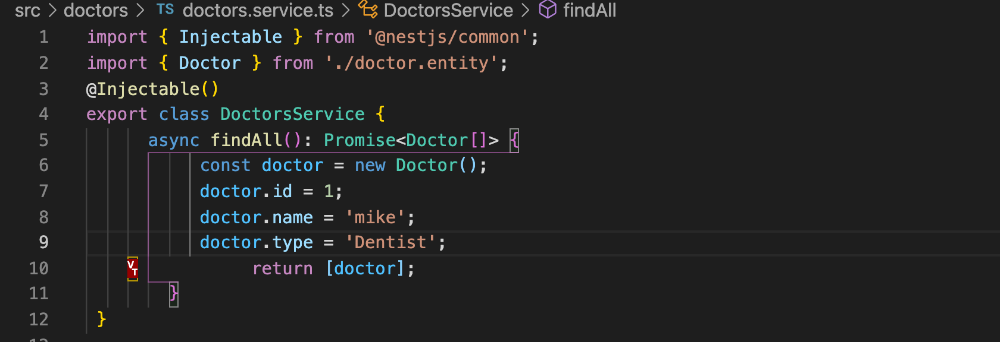 src > doctors > TS doctors.service.ts > DoctorsService > findAll
1 import { Injectable } from '@nestjs/common';
2 import { Doctor } from './doctor.entity';
3 @Injectable()
4 export class DoctorsService {
5 async findAll(): Promise<Doctor[]> {
6 const doctor = new Doctor();
7 doctor.id = 1;
8 doctor.name = 'mike';
9 doctor.type = 'Dentist';
10 VT return [doctor];
11 }
12 }
13